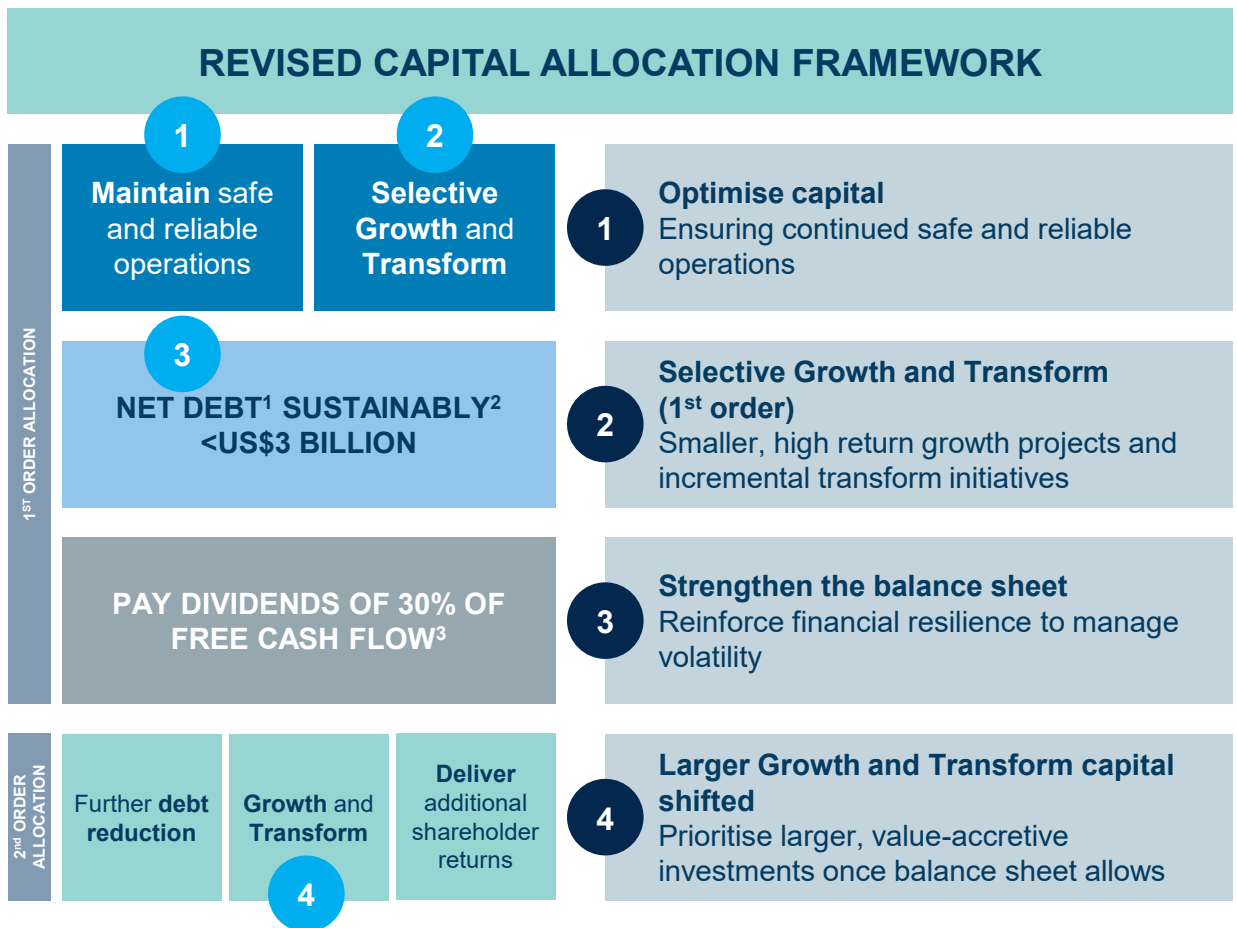 REVISED CAPITAL ALLOCATION FRAMEWORK
1ST ORDER ALLOCATION
1
Maintain safe
and reliable
operations
2
Selective
Growth and
Transform
1
Optimise capital
Ensuring continued safe and reliable
operations
3
NET DEBT¹ SUSTAINABLY²
<US$3 BILLION
2
Selective Growth and Transform
(1st order)
Smaller, high return growth projects and
incremental transform initiatives
PAY DIVIDENDS OF 30% OF
FREE CASH FLOW³
3
Strengthen the balance sheet
Reinforce financial resilience to manage
volatility
2nd ORDER
ALLOCATION
Further debt
reduction
Growth and
Transform
4
Deliver
additional
shareholder
returns
4
Larger Growth and Transform capital
shifted
Prioritise larger, value-accretive
investments once balance sheet allows